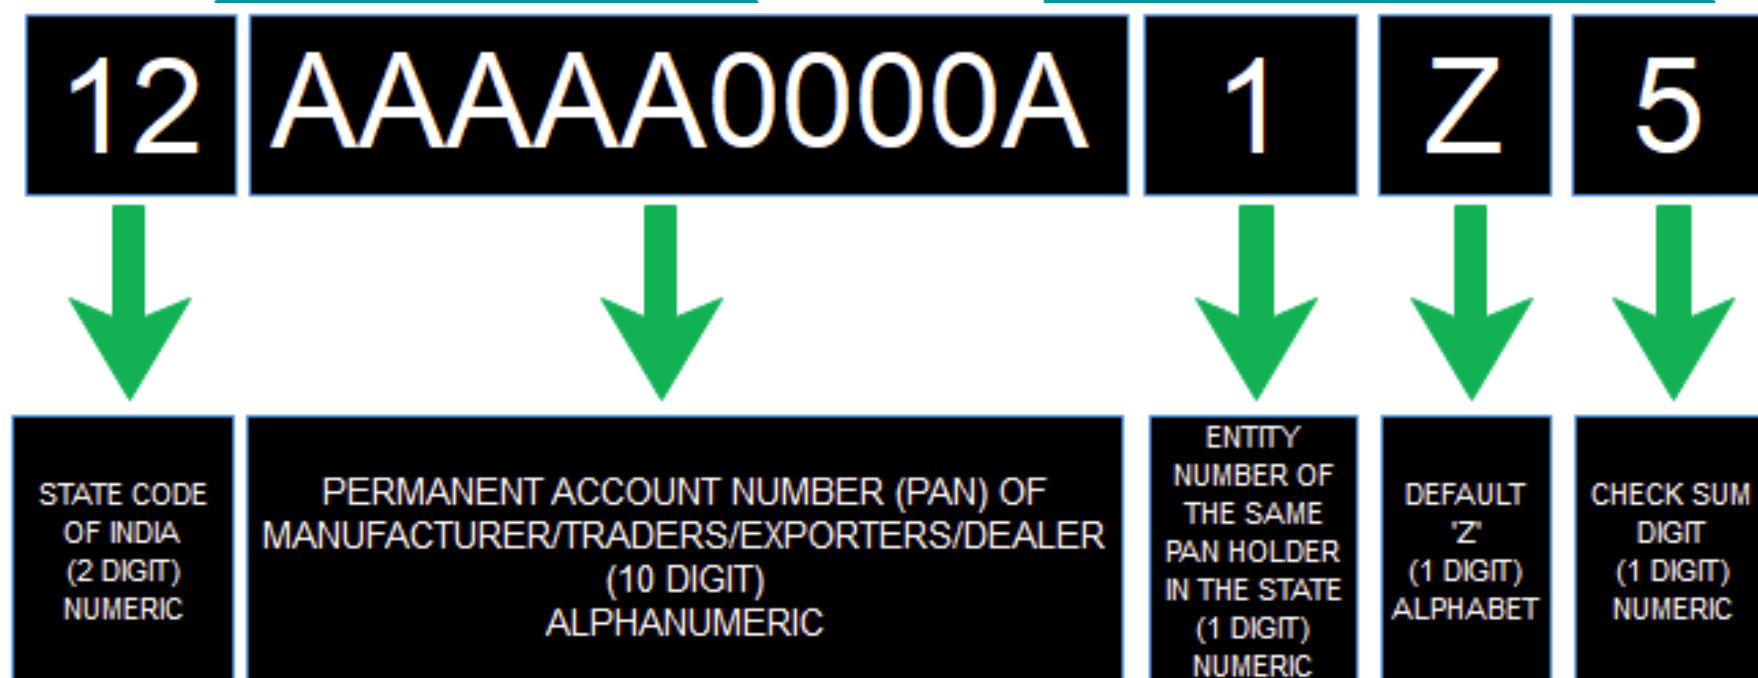 12 AAAAA0000A 1 Z 5
STATE CODE
OF INDIA
(2 DIGIT)
NUMERIC
PERMANENT ACCOUNT NUMBER (PAN) OF
MANUFACTURER/TRADERS/EXPORTERS/DEALER
(10 DIGIT)
ALPHANUMERIC
ENTITY
NUMBER OF
THE SAME
PAN HOLDER
IN THE STATE
(1 DIGIT)
NUMERIC
DEFAULT
'Z'
(1 DIGIT)
ALPHABET
CHECK SUM
DIGIT
(1 DIGIT)
NUMERIC